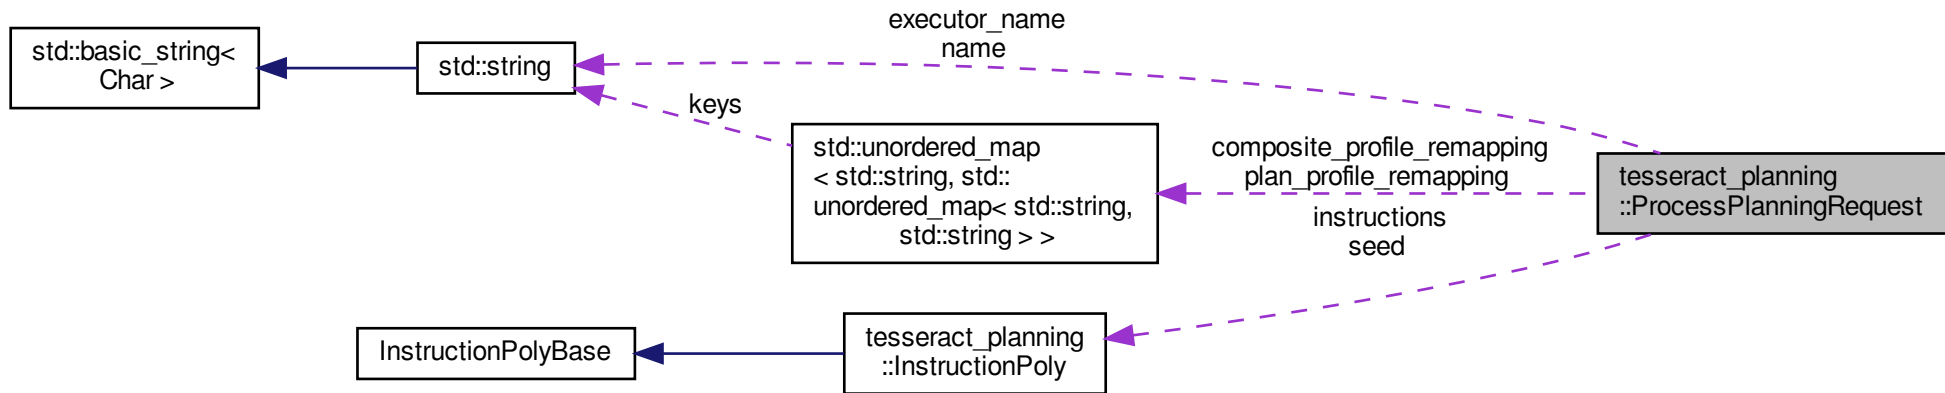 executor_name
name
std::basic_string<
Char >
std::string
keys
std::unordered_map
< std::string, std::
unordered_map< std::string,
std::string > >
composite_profile_remapping
plan_profile_remapping
tesseract_planning
::ProcessPlanningRequest
instructions
seed
InstructionPolyBase
tesseract_planning
::InstructionPoly